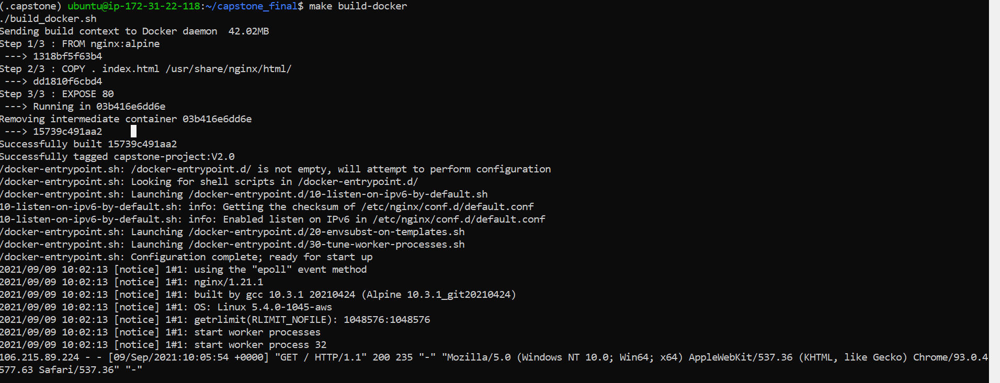 (.capstone) ubuntu@ip-172-31-22-118:~/capstone_final$ make build-docker
./build_docker.sh
Sending build context to Docker daemon  42.02MB
Step 1/3 : FROM nginx:alpine
 ---> 1318bf5f63b4
Step 2/3 : COPY . index.html /usr/share/nginx/html/
 ---> dd1810f6cbd4
Step 3/3 : EXPOSE 80
 ---> Running in 03b416e6dd6e
Removing intermediate container 03b416e6dd6e
 ---> 15739c491aa2
Successfully built 15739c491aa2
Successfully tagged capstone-project:V2.0
/docker-entrypoint.sh: /docker-entrypoint.d/ is not empty, will attempt to perform configuration
/docker-entrypoint.sh: Looking for shell scripts in /docker-entrypoint.d/
/docker-entrypoint.sh: Launching /docker-entrypoint.d/10-listen-on-ipv6-by-default.sh
10-listen-on-ipv6-by-default.sh: info: Getting the checksum of /etc/nginx/conf.d/default.conf
10-listen-on-ipv6-by-default.sh: info: Enabled listen on IPv6 in /etc/nginx/conf.d/default.conf
/docker-entrypoint.sh: Launching /docker-entrypoint.d/20-envsubst-on-templates.sh
/docker-entrypoint.sh: Launching /docker-entrypoint.d/30-tune-worker-processes.sh
/docker-entrypoint.sh: Configuration complete; ready for start up
2021/09/09 10:02:13 [notice] 1#1: using the "epoll" event method
2021/09/09 10:02:13 [notice] 1#1: nginx/1.21.1
2021/09/09 10:02:13 [notice] 1#1: built by gcc 10.3.1 20210424 (Alpine 10.3.1_git20210424)
2021/09/09 10:02:13 [notice] 1#1: OS: Linux 5.4.0-1045-aws
2021/09/09 10:02:13 [notice] 1#1: getrlimit(RLIMIT_NOFILE): 1048576:1048576
2021/09/09 10:02:13 [notice] 1#1: start worker processes
2021/09/09 10:02:13 [notice] 1#1: start worker process 32
106.215.89.224 - - [09/Sep/2021:10:05:54 +0000] "GET / HTTP/1.1" 200 235 "-" "Mozilla/5.0 (Windows NT 10.0; Win64; x64) AppleWebKit/537.36 (KHTML, like Gecko) Chrome/93.0.4
577.63 Safari/537.36" "-"